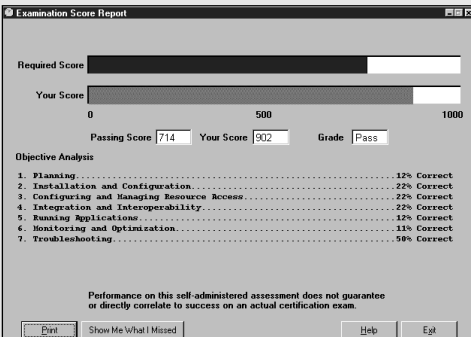 Examination Score Report
Required Score
Your Score
0 500 1000
Passing Score 714 Your Score 902 Grade Pass
Objective Analysis
1. Planning..............................................................12% Correct
2. Installation and Configuration........................................22% Correct
3. Configuring and Managing Resource Access..............................22% Correct
4. Integration and Interoperability......................................22% Correct
5. Running Applications..................................................12% Correct
6. Monitoring and Optimization...........................................11% Correct
7. Troubleshooting.......................................................50% Correct
Performance on this self-administered assessment does not guarantee
or directly correlate to success on an actual certification exam.
Print Show Me What I Missed Help Exit